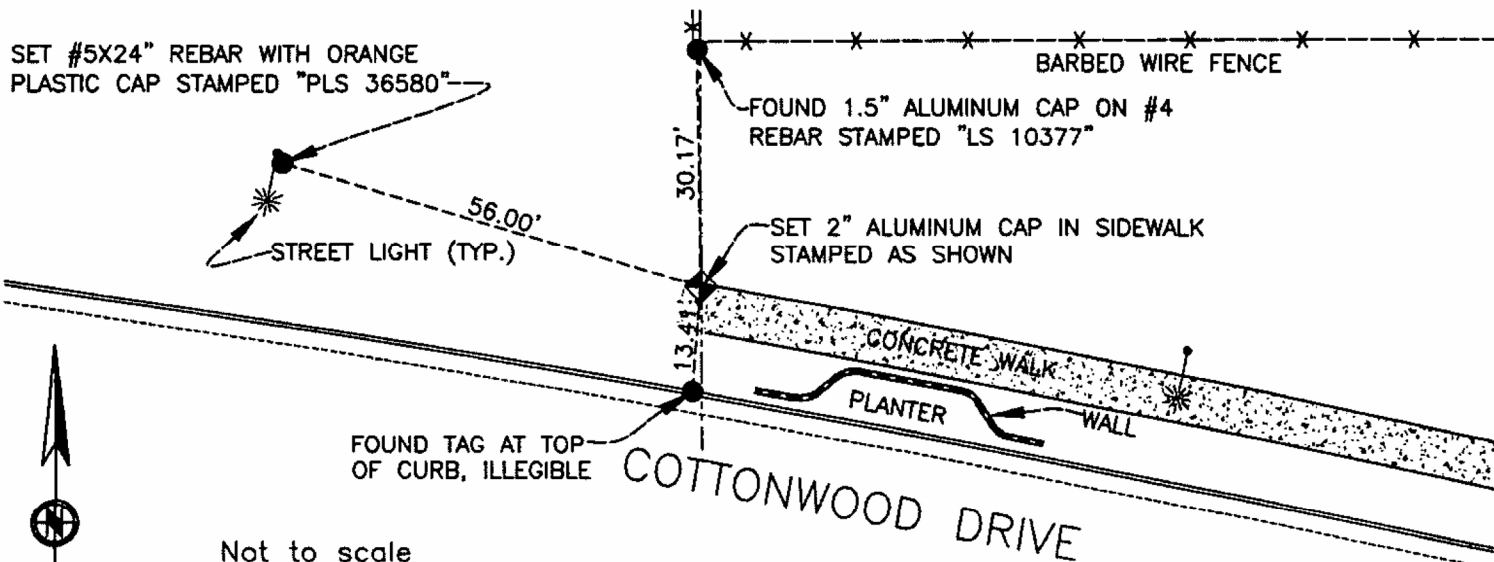 SET #5X24" REBAR WITH ORANGE
PLASTIC CAP STAMPED "PLS 36580"
BARBED WIRE FENCE
FOUND 1.5" ALUMINUM CAP ON #4
REBAR STAMPED "LS 10377"
30.17'
56.00'
STREET LIGHT (TYP.)
SET 2" ALUMINUM CAP IN SIDEWALK
STAMPED AS SHOWN
13.41'
CONCRETE WALK
PLANTER
WALL
FOUND TAG AT TOP
OF CURB, ILLEGIBLE
COTTONWOOD DRIVE
N
Not to scale